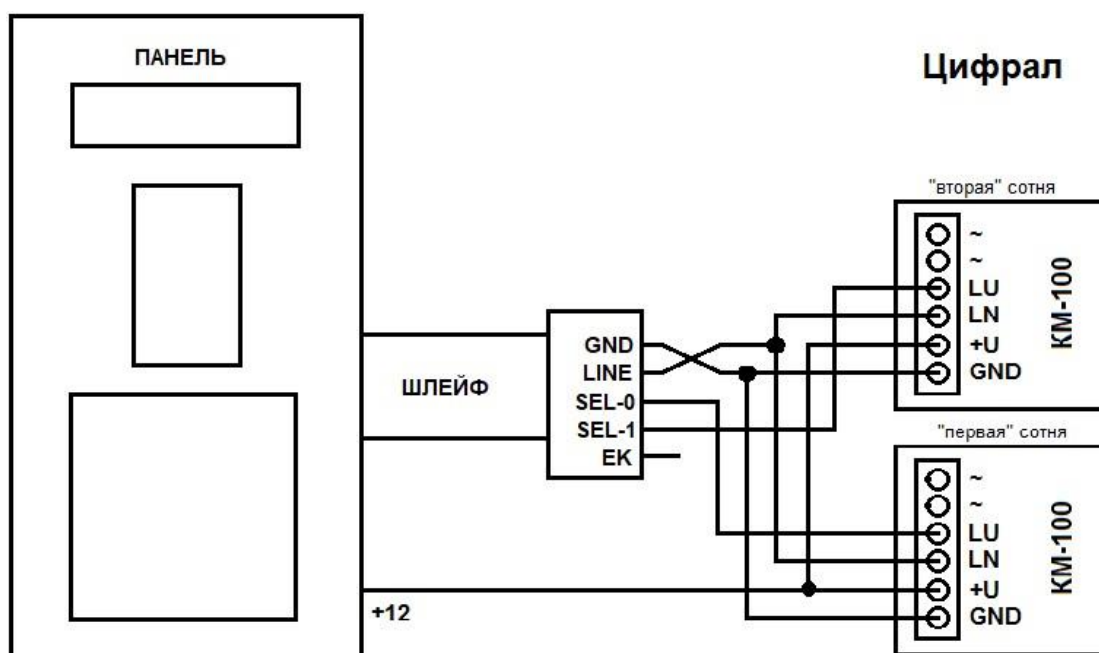 ПАНЕЛЬ
Цифрал
"вторая" сотня
~
~
LU
LN
+U
GND
КМ-100
ШЛЕЙФ
GND
LINE
SEL-0
SEL-1
EK
"первая" сотня
~
~
LU
LN
+U
GND
КМ-100
+12